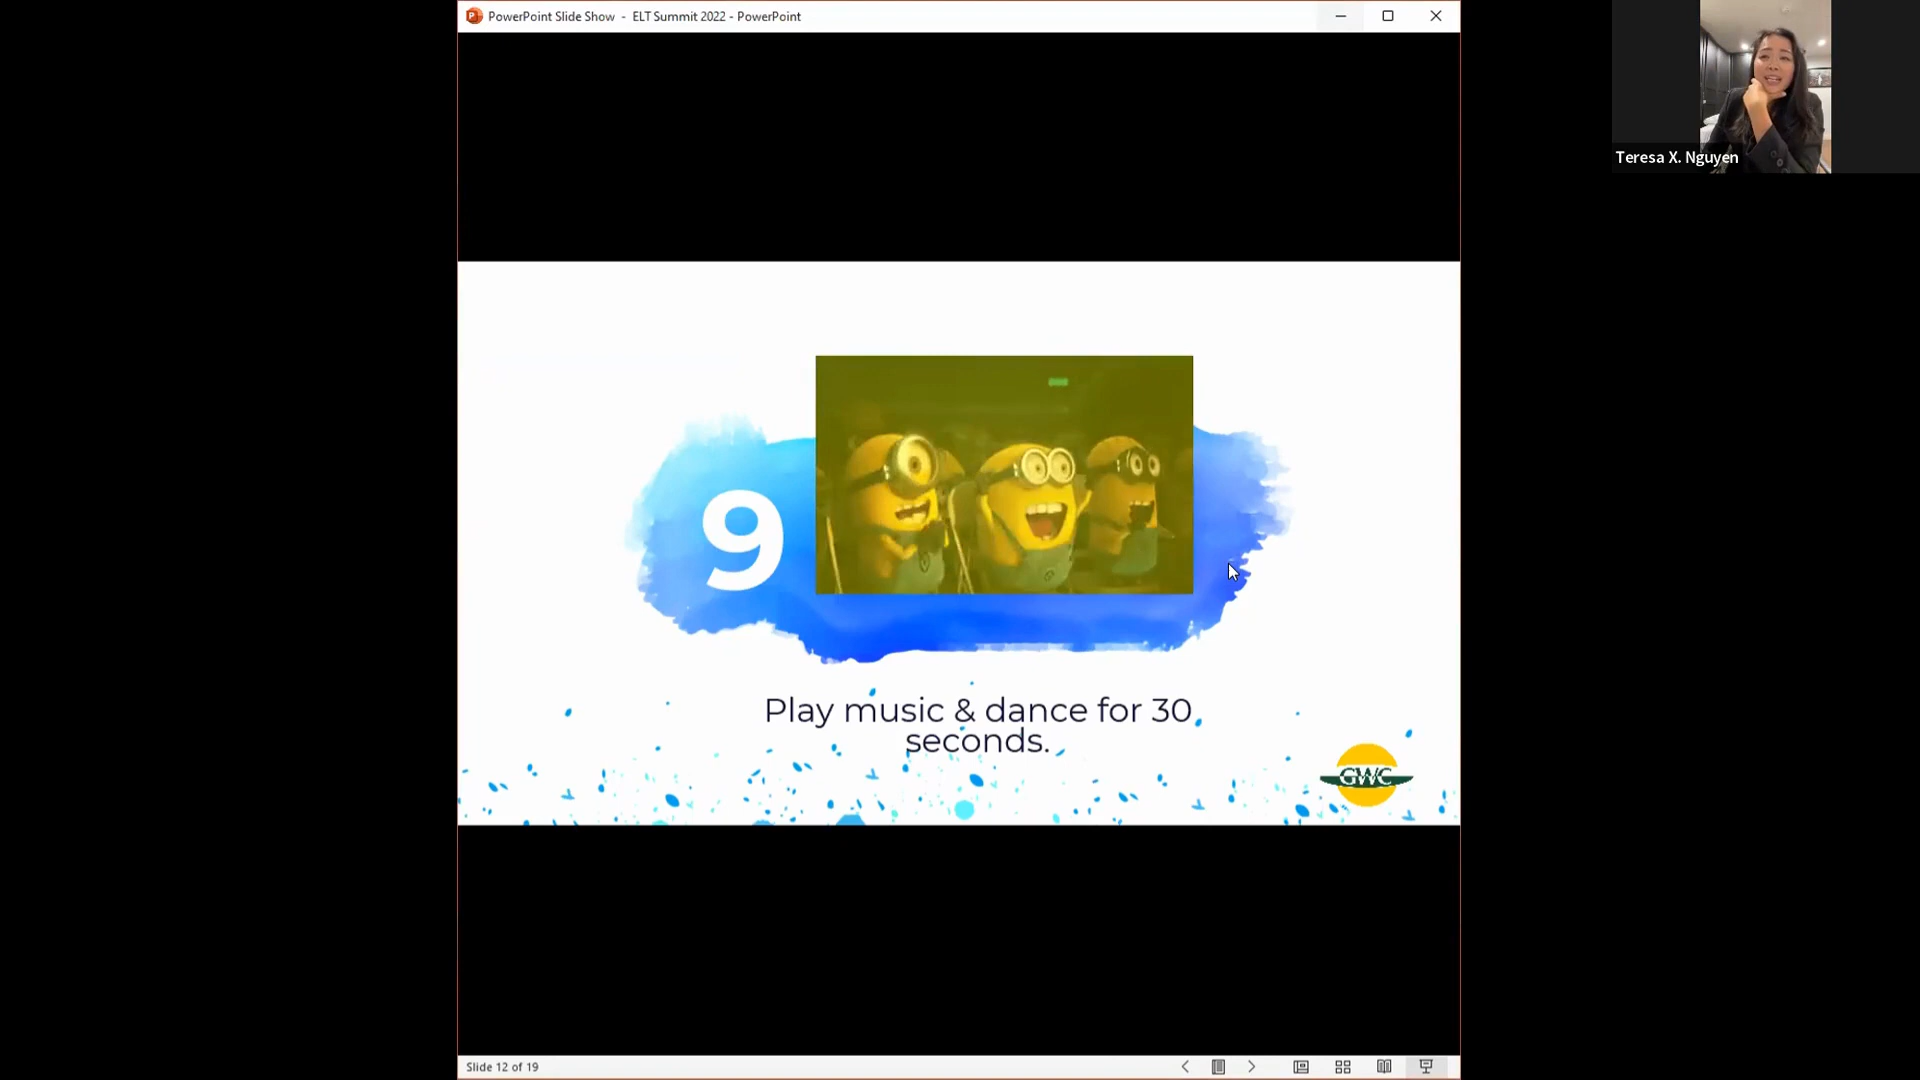 PowerPoint Slide Show - ELT Summit 2022 - PowerPoint
Teresa X. Nguyen
9
Play music & dance for 30
seconds.
GWC
Slide 12 of 19